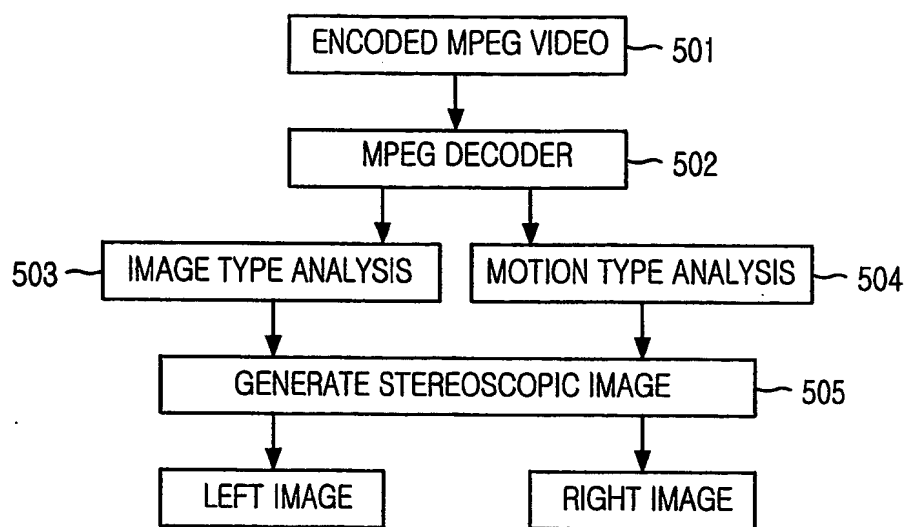 ENCODED MPEG VIDEO 501
MPEG DECODER 502
503 IMAGE TYPE ANALYSIS MOTION TYPE ANALYSIS 504
GENERATE STEREOSCOPIC IMAGE 505
LEFT IMAGE RIGHT IMAGE